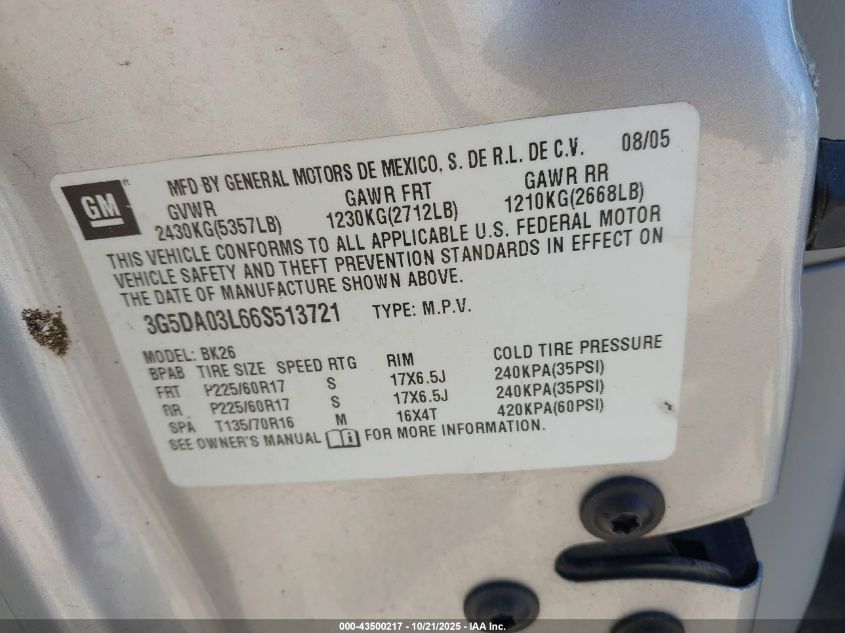 GM
MFD BY GENERAL MOTORS DE MEXICO, S. DE R.L. DE C.V. 08/05
GVWR GAWR FRT GAWR RR
2430KG(5357LB) 1230KG(2712LB) 1210KG(2668LB)
THIS VEHICLE CONFORMS TO ALL APPLICABLE U.S. FEDERAL MOTOR
VEHICLE SAFETY AND THEFT PREVENTION STANDARDS IN EFFECT ON
THE DATE OF MANUFACTURE SHOWN ABOVE.
3G5DA03L66S513721 TYPE: M.P.V.
MODEL: BK26
BPAB TIRE SIZE SPEED RTG RIM COLD TIRE PRESSURE
FRT P225/60R17 S 17X6.5J 240KPA(35PSI)
RR P225/60R17 S 17X6.5J 240KPA(35PSI)
SPA T135/70R16 M 16X4T 420KPA(60PSI)
SEE OWNER'S MANUAL FOR MORE INFORMATION.
000-43500217 - 10/21/2025 - IAA Inc.